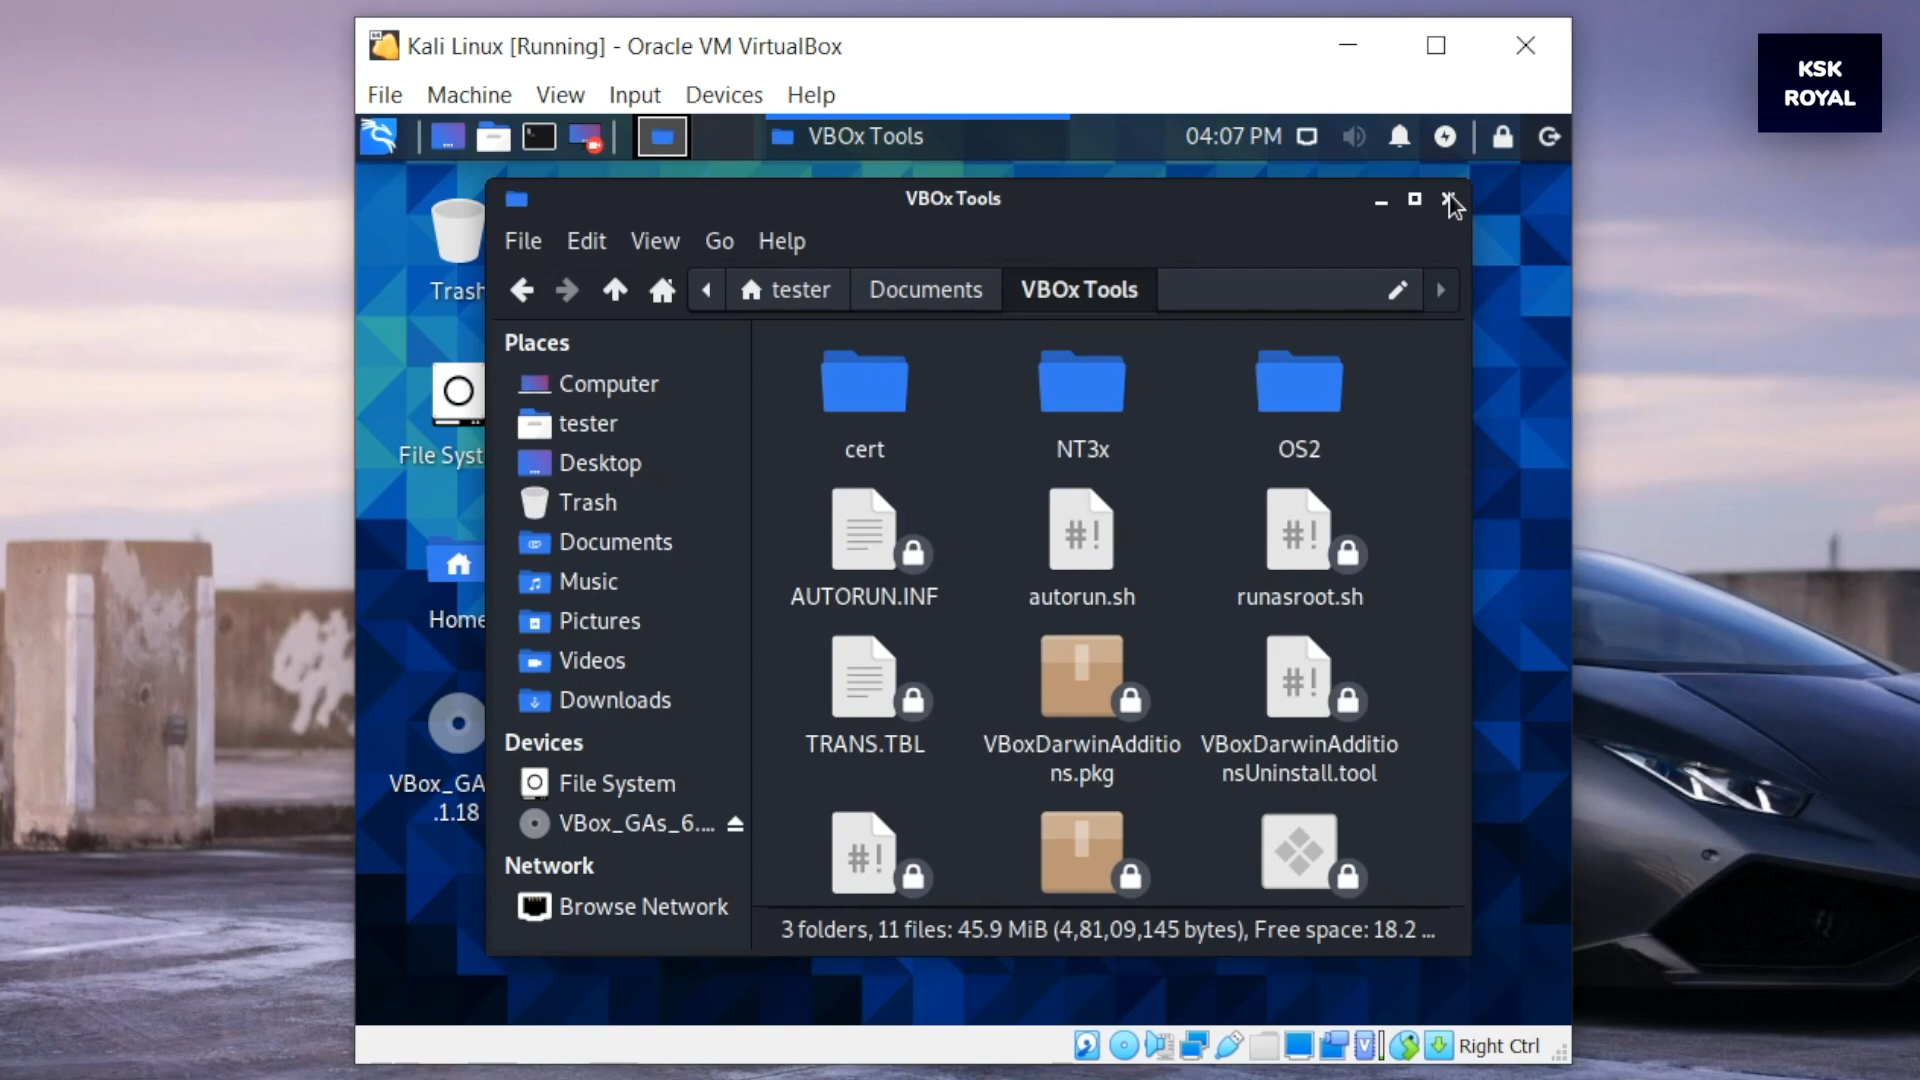 Kali Linux [Running] - Oracle VM VirtualBox
File Machine View Input Devices Help
KSK
ROYAL
VBOx Tools
04:07 PM
VBOx Tools
File Edit View Go Help
tester Documents VBOx Tools
Trash
File Syst
Home
VBox_GA
.1.18
Places
Computer
tester
Desktop
Trash
Documents
Music
Pictures
Videos
Downloads
Devices
File System
VBox_GAs_6....
Network
Browse Network
cert NT3x OS2
#! #!
AUTORUN.INF autorun.sh runasroot.sh
#!
TRANS.TBL VBoxDarwinAdditio VBoxDarwinAdditio
ns.pkg nsUninstall.tool
#!
3 folders, 11 files: 45.9 MiB (4,81,09,145 bytes), Free space: 18.2 ...
Right Ctrl